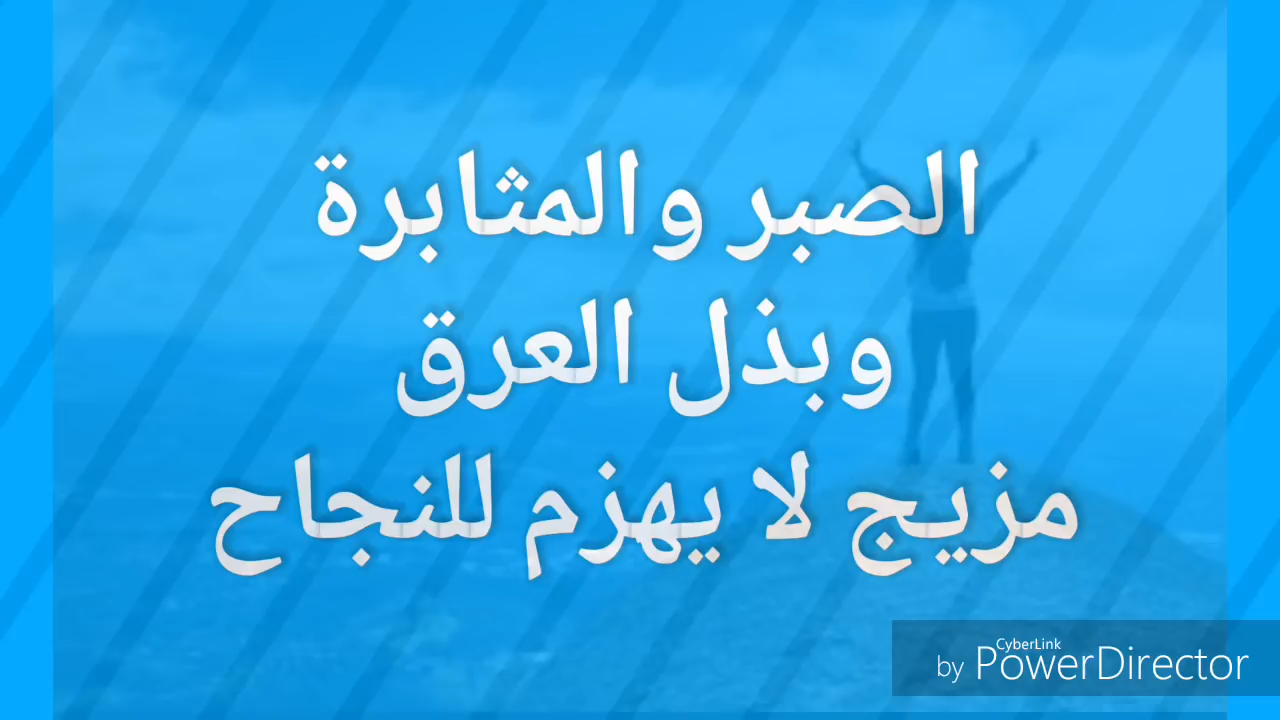 الصبر والمثابرة
وبذل العرق
مزيج لا يهزم للنجاح
CyberLink
by PowerDirector